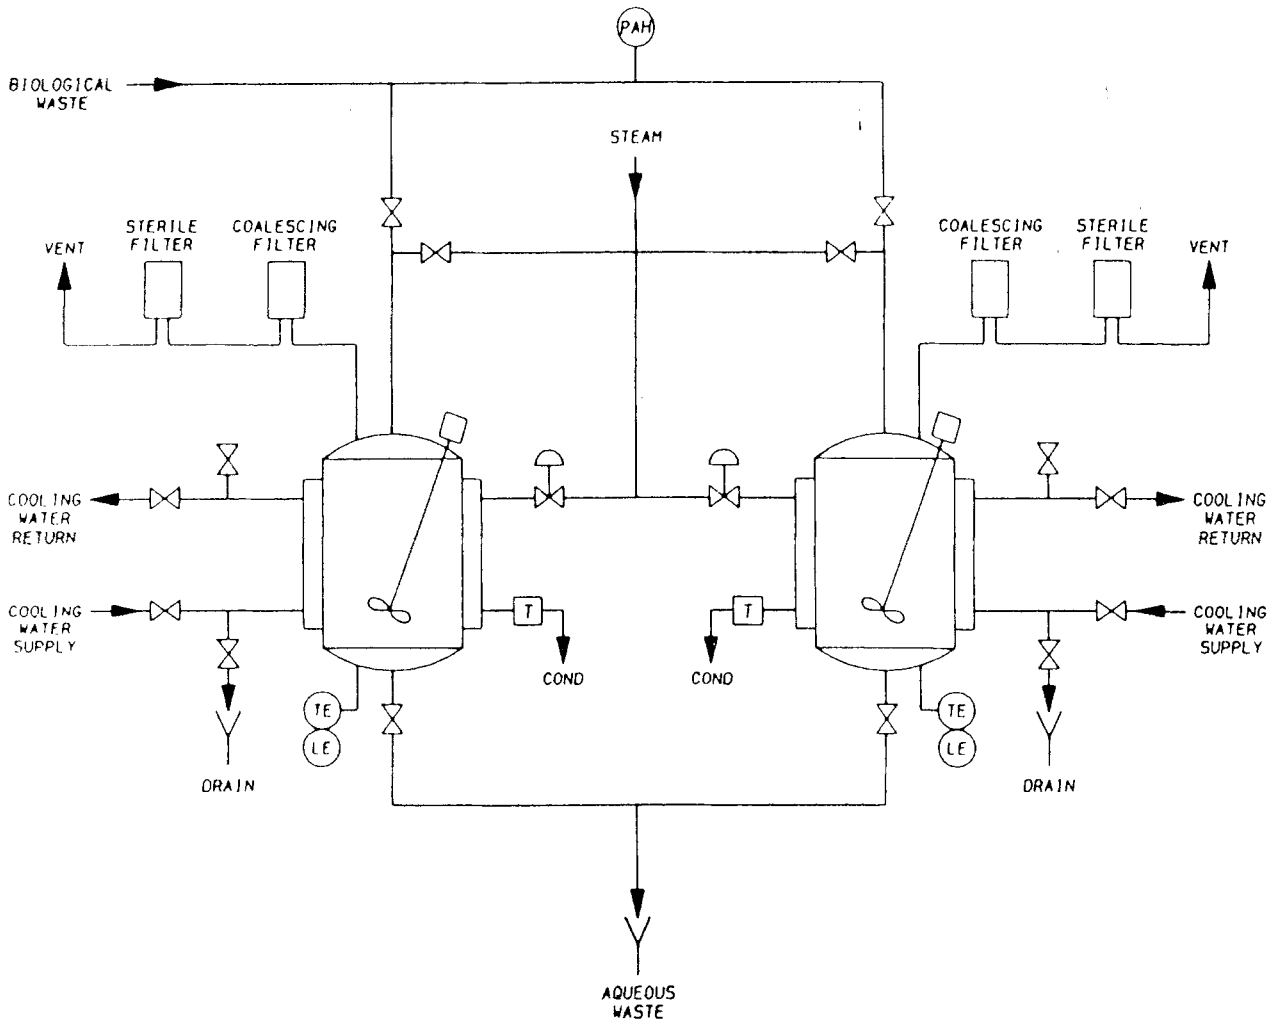 PAH
BIOLOGICAL
WASTE
STEAM
STERILE
FILTER
COALESCING
FILTER
COALESCING
FILTER
STERILE
FILTER
VENT
VENT
COOLING
WATER
RETURN
COOLING
WATER
RETURN
COOLING
WATER
SUPPLY
T
T
COOLING
WATER
SUPPLY
COND
COND
TE
LE
TE
LE
DRAIN
DRAIN
AQUEOUS
WASTE